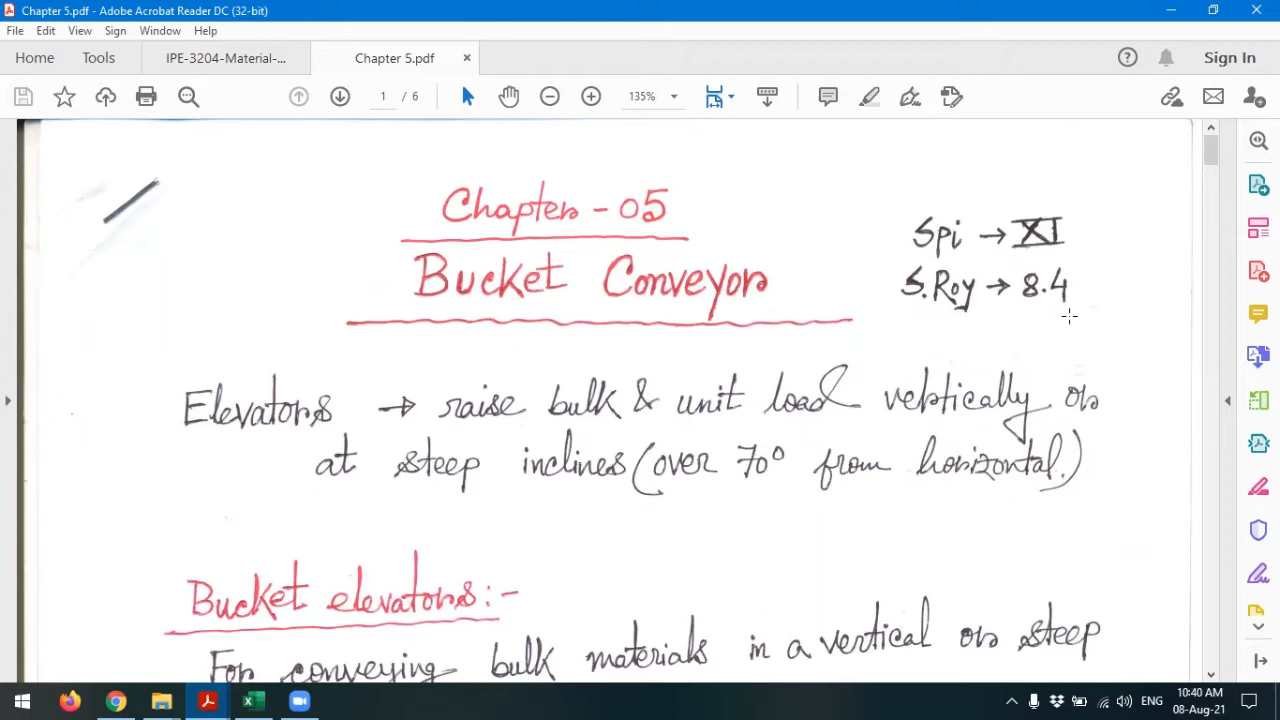 Chapter 5.pdf - Adobe Acrobat Reader DC (32-bit)
File Edit View Sign Window Help
Home Tools IPE-3204-Material-... Chapter 5.pdf × Sign In
1 / 6 135%
Chapter - 05
Bucket Conveyor
Spi → XI
S.Roy → 8.4
Elevators → raise bulk & unit load vertically or
at steep inclines (over 70° from horizontal.)
Bucket elevators:-
For conveying bulk materials in a vertical or steep
ENG 10:40 AM
08-Aug-21